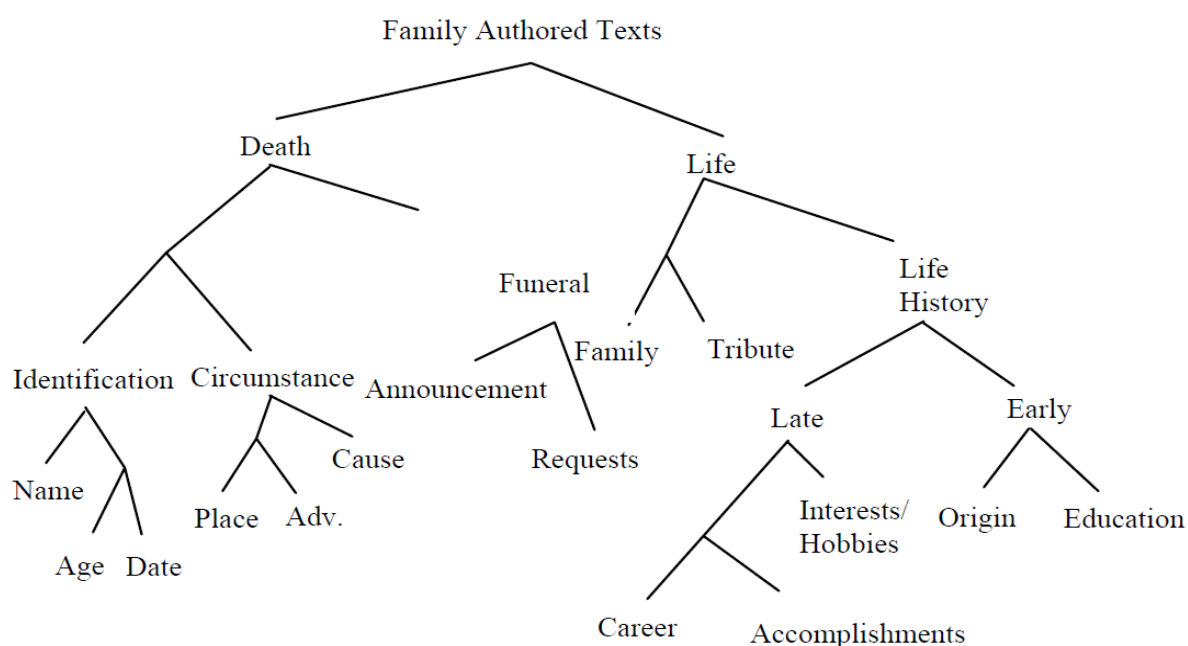 Family Authored Texts
Death
Life
Funeral
Life
History
Identification
Circumstance
Announcement
Family
Tribute
Late
Early
Name
Cause
Requests
Place
Adv.
Interests/
Hobbies
Origin
Education
Age
Date
Career
Accomplishments